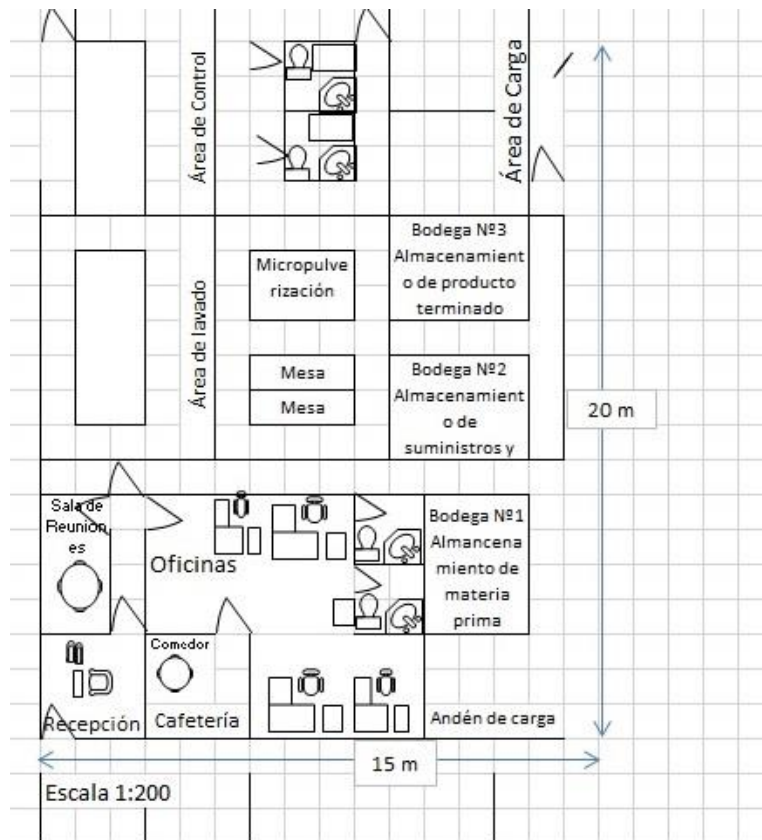 Área de Control
Área de Carga
Área de lavado
Micropulve
rización
Bodega Nº3
Almacenamient
o de producto
terminado
Mesa
Mesa
Bodega Nº2
Almacenamient
o de
suministros y
20 m
Sala de
Reunion
es
Oficinas
Bodega Nº1
Almancena
miento de
materia
prima
Comedor
Recepción
Cafetería
Andén de carga
15 m
Escala 1:200